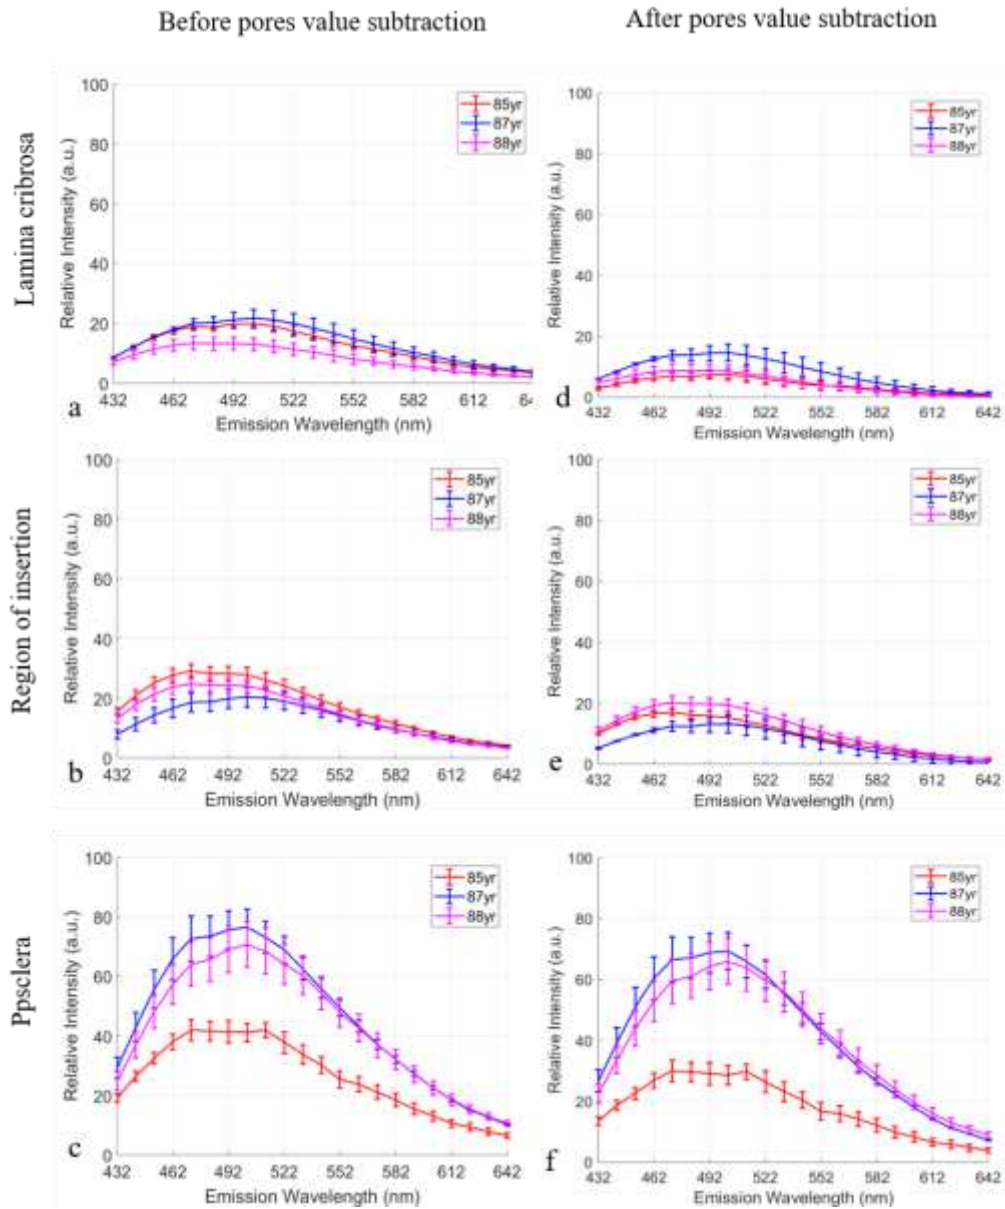 Before pores value subtraction
After pores value subtraction
Lamina cribrosa
Relative Intensity (a.u.)
100
80
60
40
20
0
85yr
87yr
88yr
a
432 462 492 522 552 582 612 64
Emission Wavelength (nm)
Relative Intensity (a.u.)
100
80
60
40
20
0
85yr
87yr
88yr
d
432 462 492 522 552 582 612 642
Emission Wavelength (nm)
Region of insertion
Relative Intensity (a.u.)
100
80
60
40
20
0
85yr
87yr
88yr
b
432 462 492 522 552 582 612 642
Emission Wavelength (nm)
Relative Intensity (a.u.)
100
80
60
40
20
0
85yr
87yr
88yr
e
432 462 492 522 552 582 612 642
Emission Wavelength (nm)
Ppsclera
Relative Intensity (a.u.)
100
80
60
40
20
0
85yr
87yr
88yr
c
432 462 492 522 552 582 612 642
Emission Wavelength (nm)
Relative Intensity (a.u.)
100
80
60
40
20
0
85yr
87yr
88yr
f
432 462 492 522 552 582 612 642
Emission Wavelength (nm)